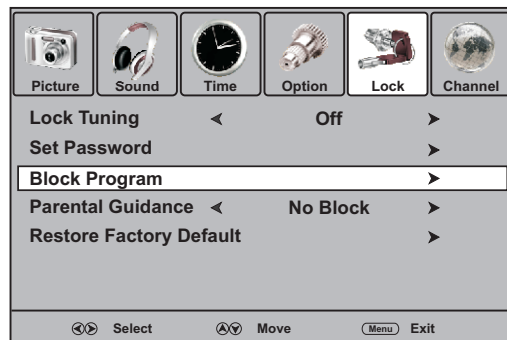 Picture Sound Time Option Lock Channel
Lock Tuning Off
Set Password
Block Program
Parental Guidance No Block
Restore Factory Default
Select Move Menu Exit